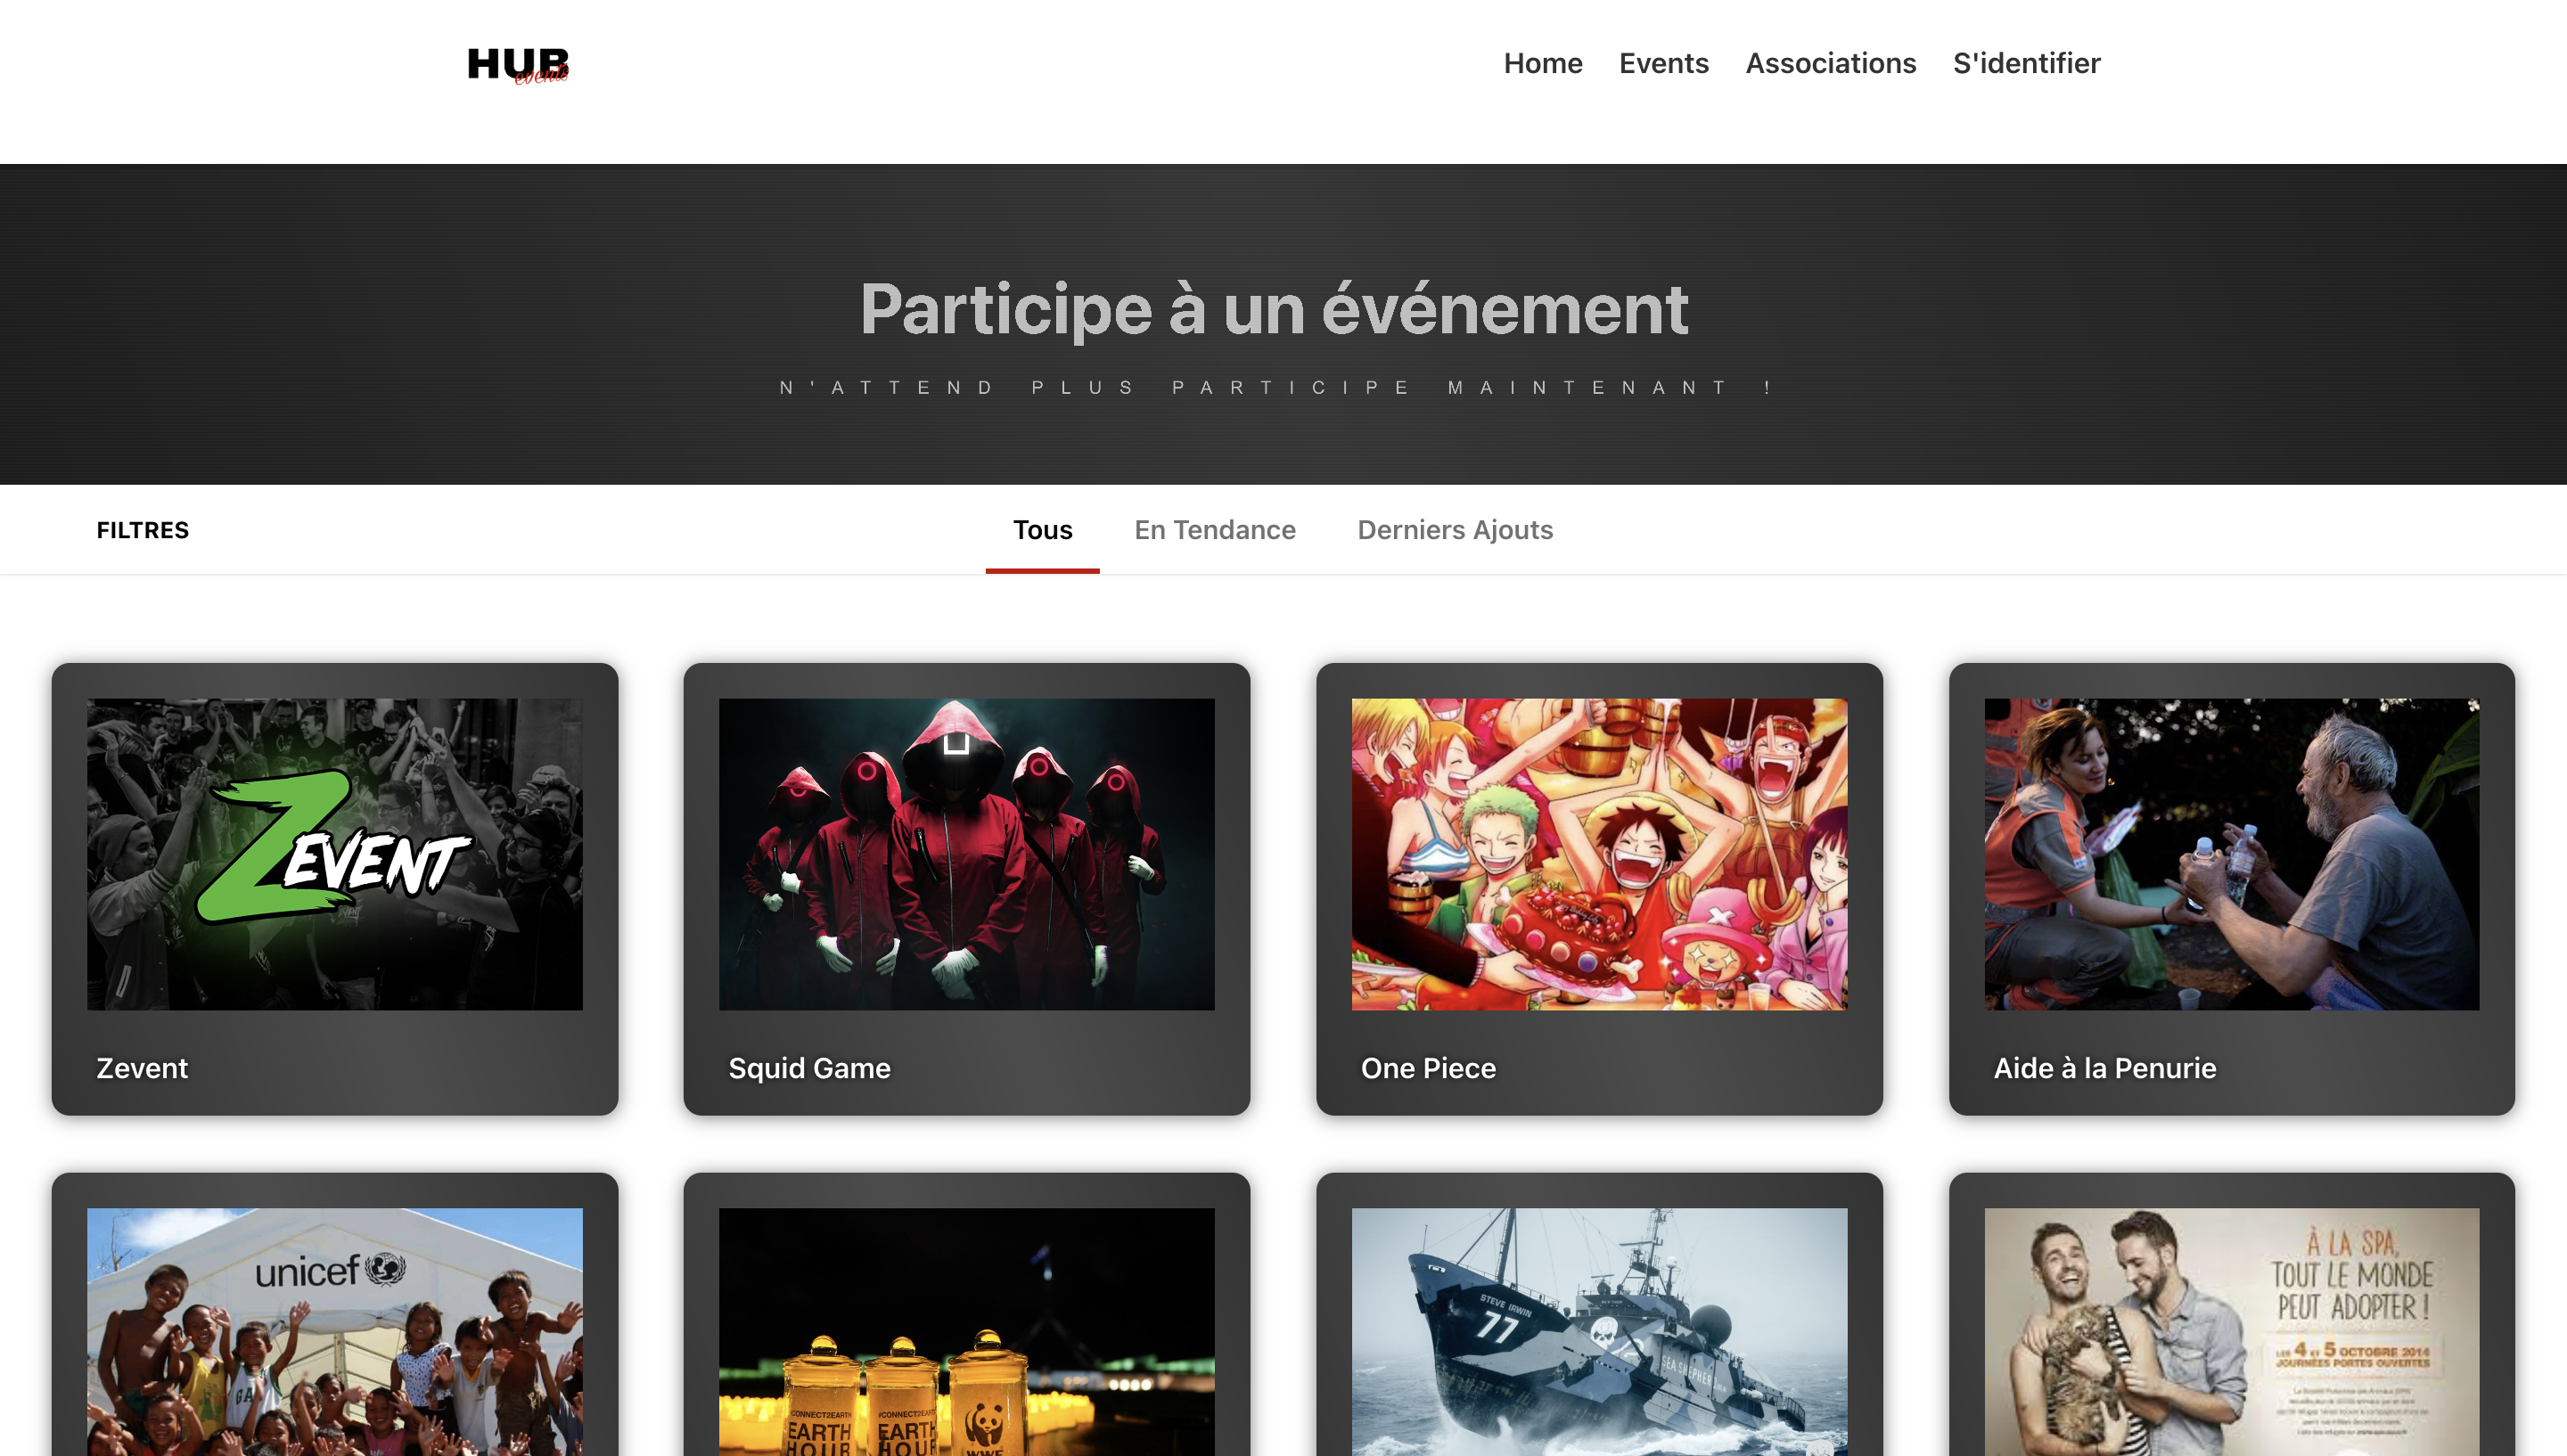 HUB
events
Home Events Associations S'identifier
Participe à un événement
N'ATTEND PLUS PARTICIPE MAINTENANT !
FILTRES
Tous En Tendance Derniers Ajouts
ZEVENT
Zevent
Squid Game
One Piece
Aide à la Penurie
unicef
GA
#CONNECT2EARTH
EARTH
HOUR
#CONNECT2EARTH
EARTH
HOUR
WWF
STEVE IRWIN
77
SEA SHEPHERD
À LA SPA,
TOUT LE MONDE
PEUT ADOPTER !
LES 4 ET 5 OCTOBRE 2014
JOURNÉES PORTES OUVERTES